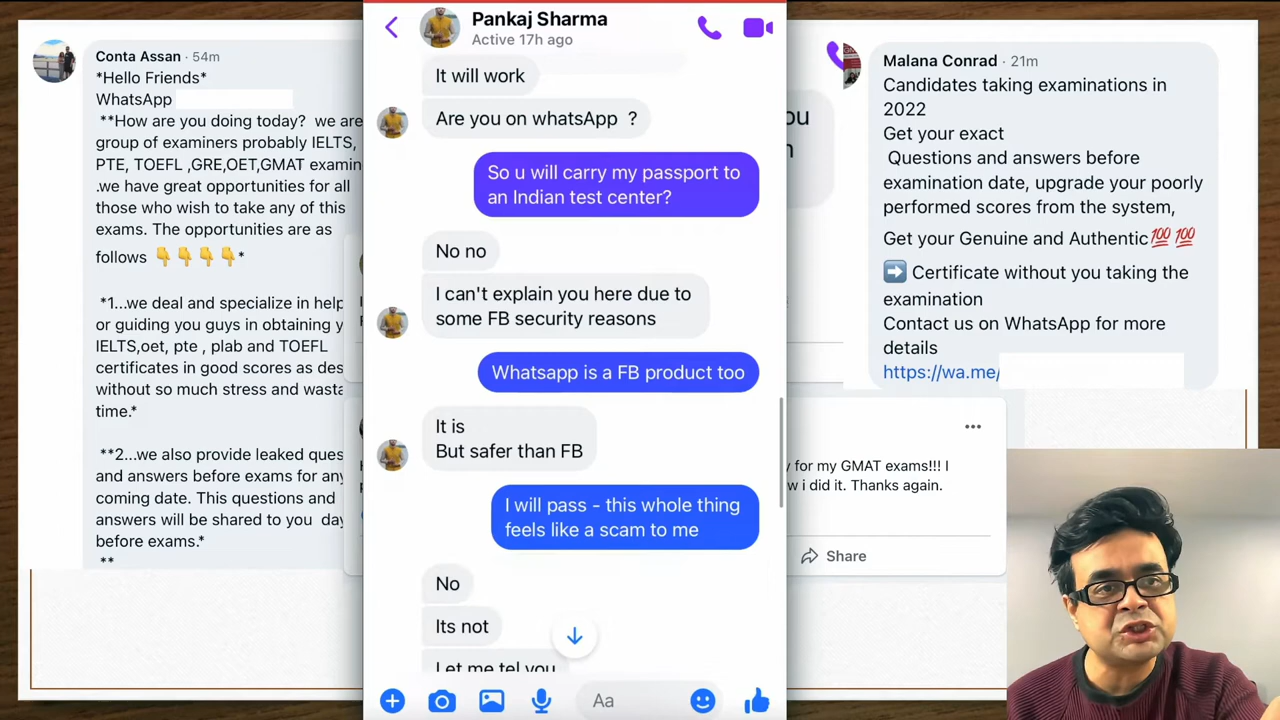 Conta Assan · 54m
*Hello Friends*
WhatsApp
**How are you doing today? we are
group of examiners probably IELTS,
PTE, TOEFL ,GRE,OET,GMAT examin
.we have great opportunities for all
those who wish to take any of this
exams. The opportunities are as
follows 👇👇👇👇*
*1...we deal and specialize in help
or guiding you guys in obtaining y
IELTS,oet, pte , plab and TOEFL
certificates in good scores as des
without so much stress and wasta
time.*
**2...we also provide leaked ques
and answers before exams for any
coming date. This questions and
answers will be shared to you day
before exams.*
**
Pankaj Sharma
Active 17h ago
It will work
Are you on whatsApp ?
So u will carry my passport to
an Indian test center?
No no
I can't explain you here due to
some FB security reasons
Whatsapp is a FB product too
It is
But safer than FB
I will pass - this whole thing
feels like a scam to me
No
Its not
Let me tel you
Aa
ou
n
Malana Conrad · 21m
Candidates taking examinations in
2022
Get your exact
Questions and answers before
examination date, upgrade your poorly
performed scores from the system,
Get your Genuine and Authentic💯💯
➡️ Certificate without you taking the
examination
Contact us on WhatsApp for more
details
https://wa.me/
y for my GMAT exams!!! I
w i did it. Thanks again.
Share